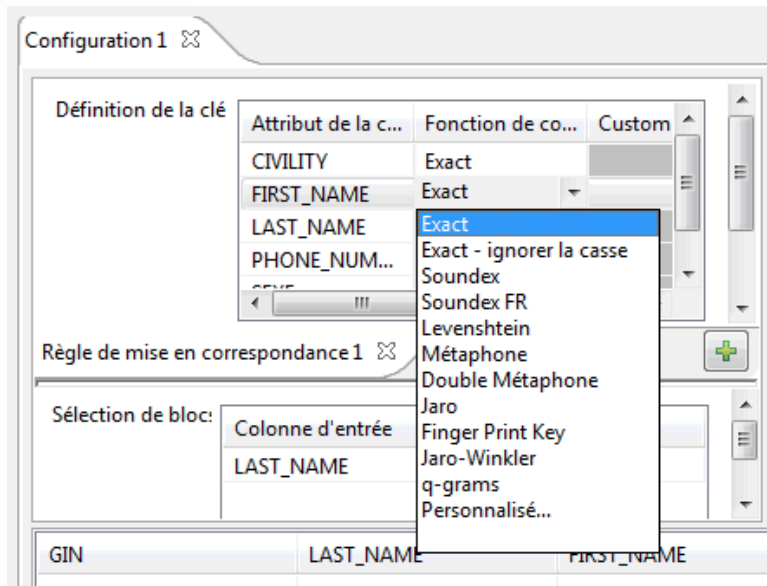 Configuration 1
Définition de la clé
Attribut de la c... Fonction de co... Custom
CIVILITY Exact
FIRST_NAME Exact
LAST_NAME
PHONE_NUM...
Exact
Exact - ignorer la casse
Soundex
Soundex FR
Levenshtein
Métaphone
Double Métaphone
Jaro
Finger Print Key
Jaro-Winkler
q-grams
Personnalisé...
Règle de mise en correspondance 1
Sélection de blocs
Colonne d'entrée
LAST_NAME
GIN LAST_NAME FIRST_NAME